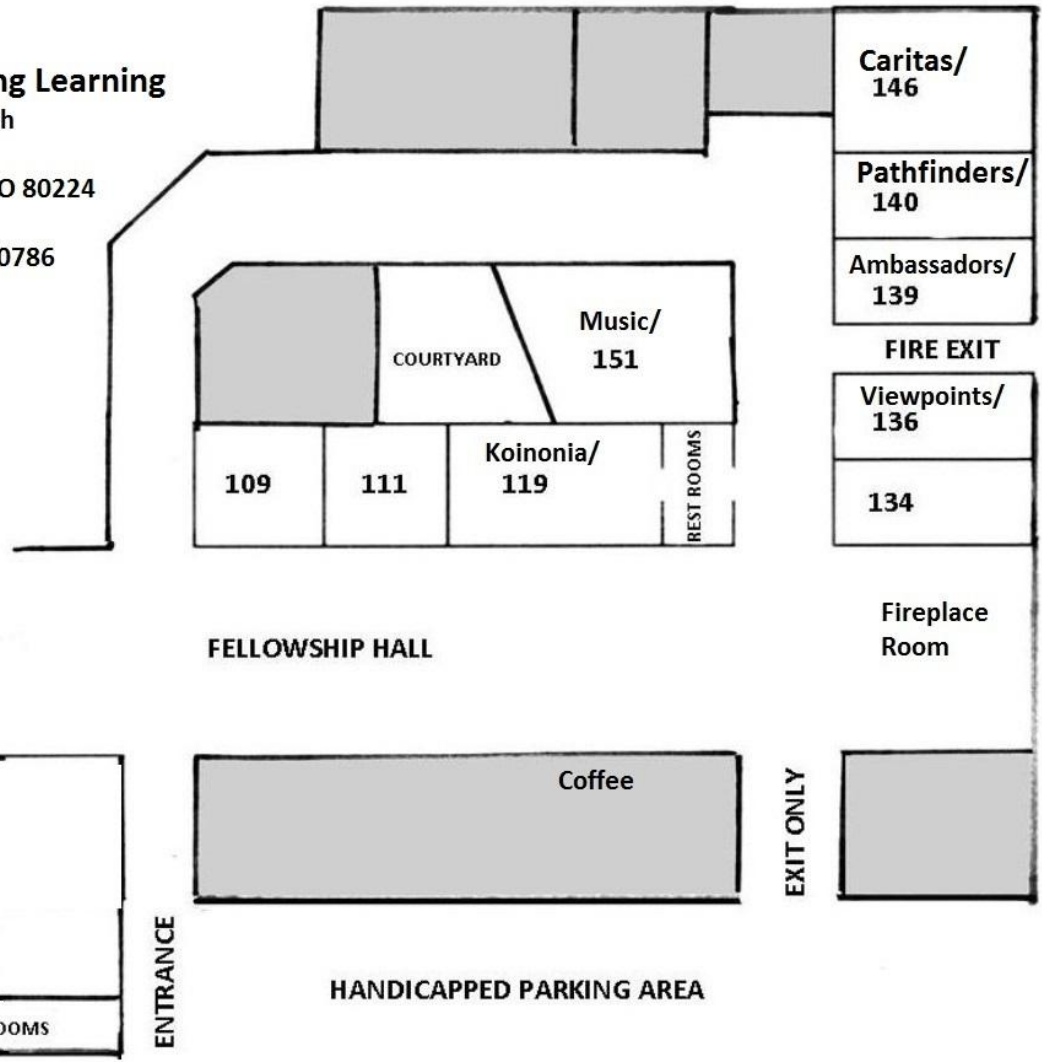 ng Learning
h
O 80224
0786
Caritas/
146
Pathfinders/
140
Ambassadors/
139
FIRE EXIT
Music/
151
COURTYARD
Viewpoints/
136
109
111
Koinonia/
119
REST ROOMS
134
FELLOWSHIP HALL
Fireplace
Room
Coffee
EXIT ONLY
ENTRANCE
HANDICAPPED PARKING AREA
OOMS